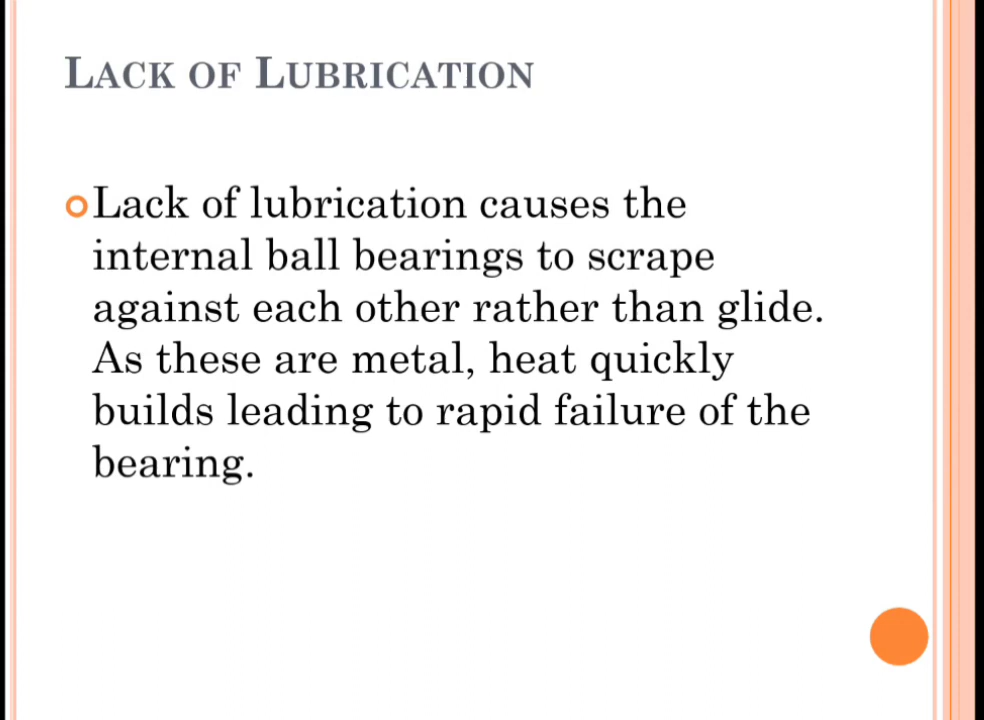 LACK OF LUBRICATION
Lack of lubrication causes the
internal ball bearings to scrape
against each other rather than glide.
As these are metal, heat quickly
builds leading to rapid failure of the
bearing.